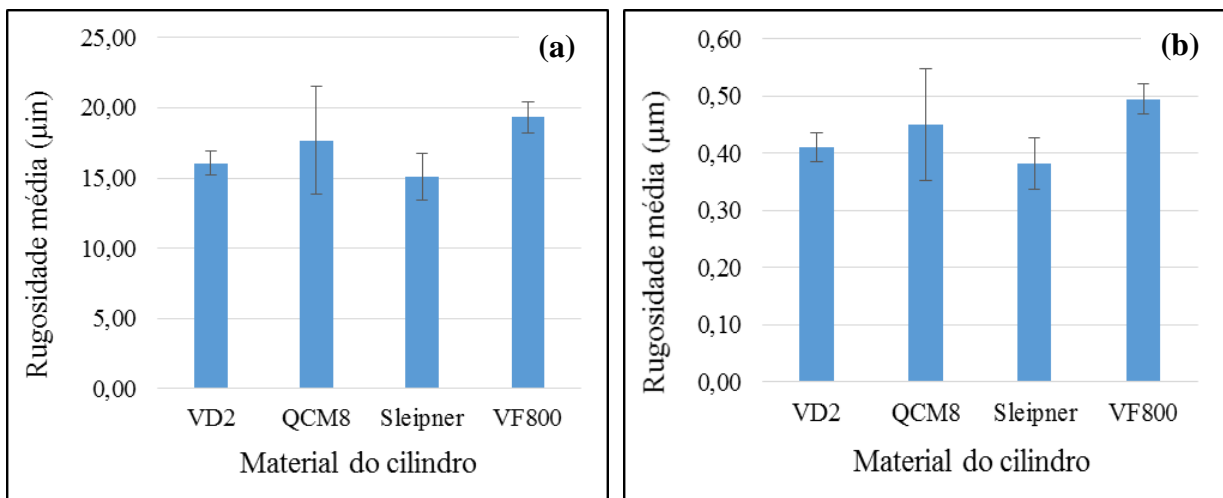 (a)
Rugosidade média (µin)
25,00
20,00
15,00
10,00
5,00
0,00
VD2 QCM8 Sleipner VF800
Material do cilindro
(b)
Rugosidade média (µm)
0,60
0,50
0,40
0,30
0,20
0,10
0,00
VD2 QCM8 Sleipner VF800
Material do cilindro